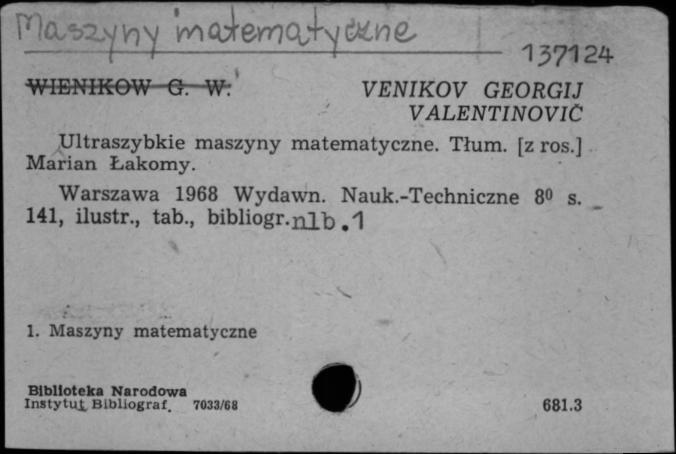 Maszyny matematyczne
137124
WIENIKOW G. W.
VENIKOV GEORGIJ
VALENTINOVIČ
Ultraszybkie maszyny matematyczne. Tłum. [z ros.]
Marian Łakomy.
Warszawa 1968 Wydawn. Nauk.-Techniczne 8⁰ s.
141, ilustr., tab., bibliogr. nlb.1
1. Maszyny matematyczne
Biblioteka Narodowa
Instytut Bibliograf. 7033/68
681.3